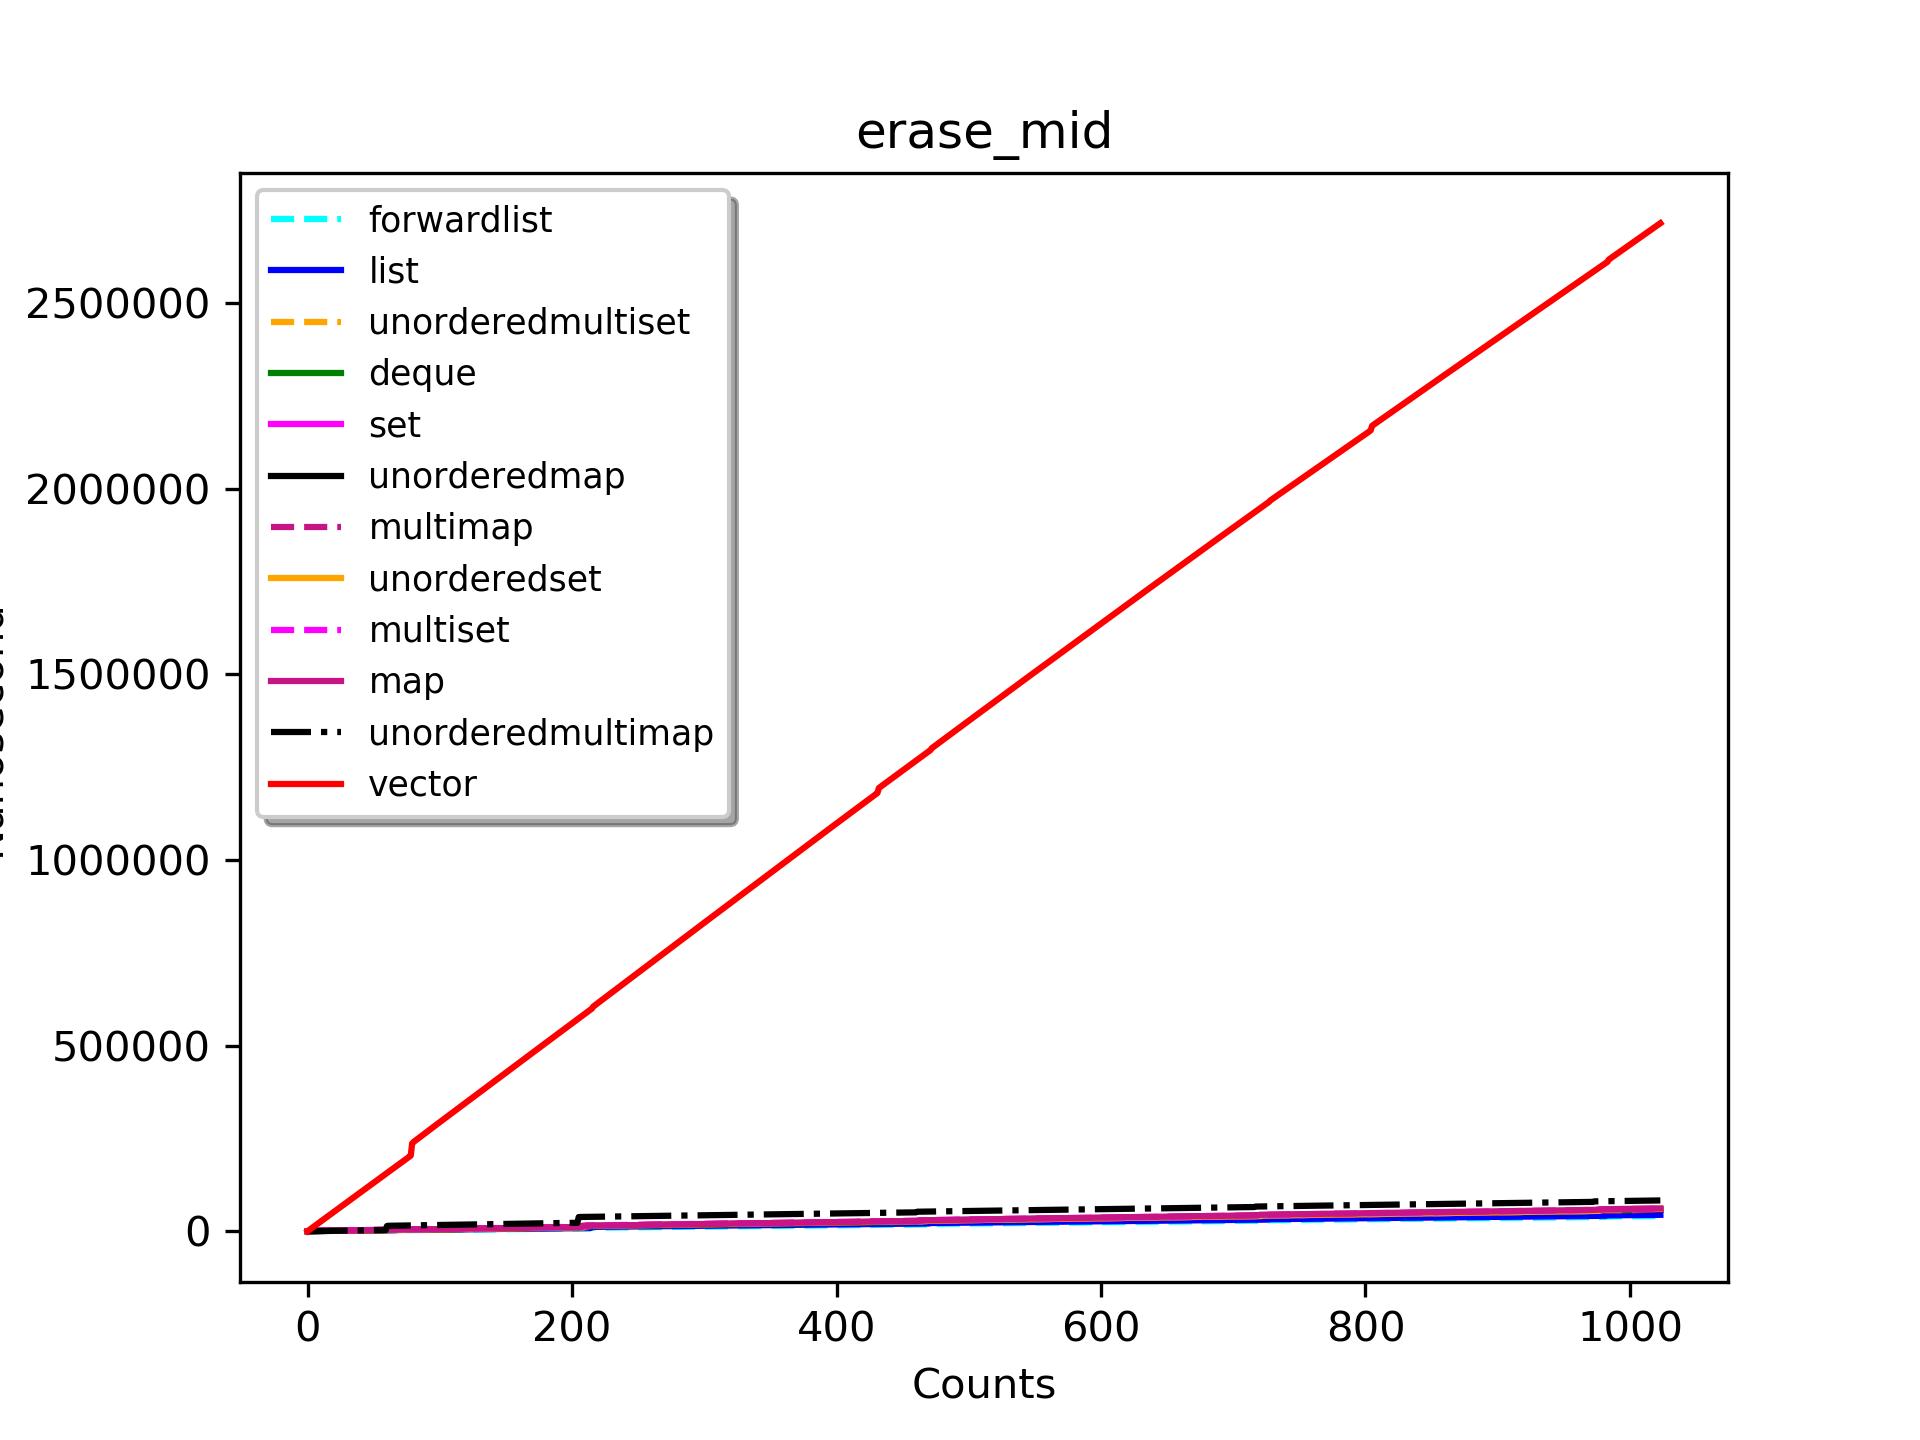 erase_mid
forwardlist
list
unorderedmultiset
deque
set
unorderedmap
multimap
unorderedset
multiset
map
unorderedmultimap
vector
2500000
2000000
1500000
1000000
500000
0
0 200 400 600 800 1000
Counts